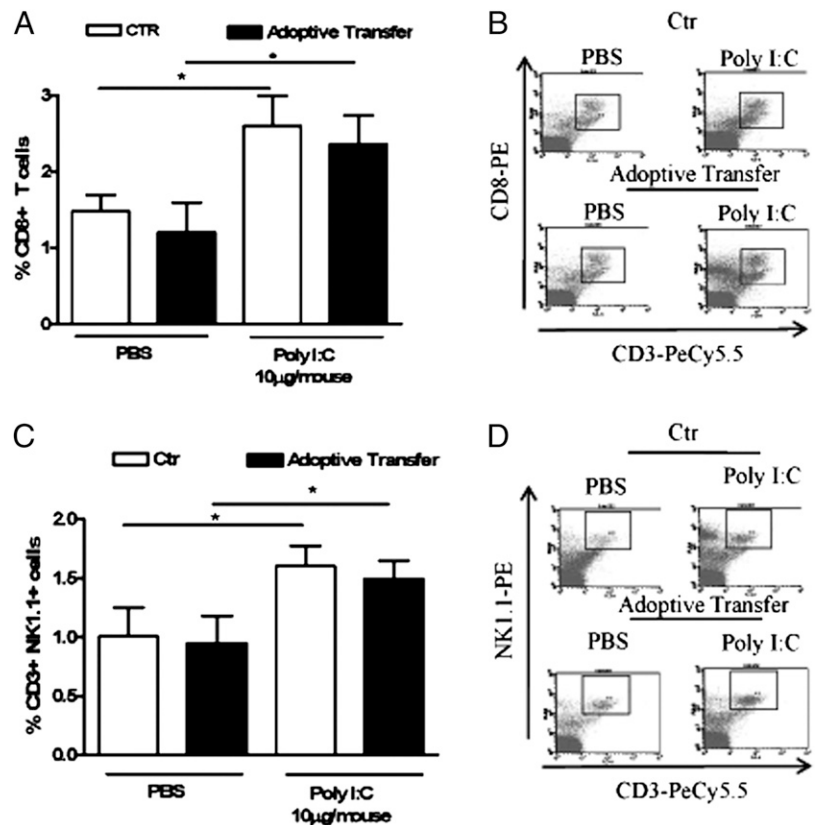 A
CTR
Adoptive Transfer
*
*
3
2
1
0
% CD8+ T cells
PBS
Poly I:C
10μg/mouse
B
Ctr
PBS
Poly I:C
Adoptive Transfer
PBS
Poly I:C
CD8-PE
CD3-PeCy5.5
C
Ctr
Adoptive Transfer
*
*
2.0
1.5
1.0
0.5
0.0
% CD3+ NK1.1+ cells
PBS
Poly I:C
10μg/mouse
D
Ctr
PBS
Poly I:C
Adoptive Transfer
PBS
Poly I:C
NK1.1-PE
CD3-PeCy5.5